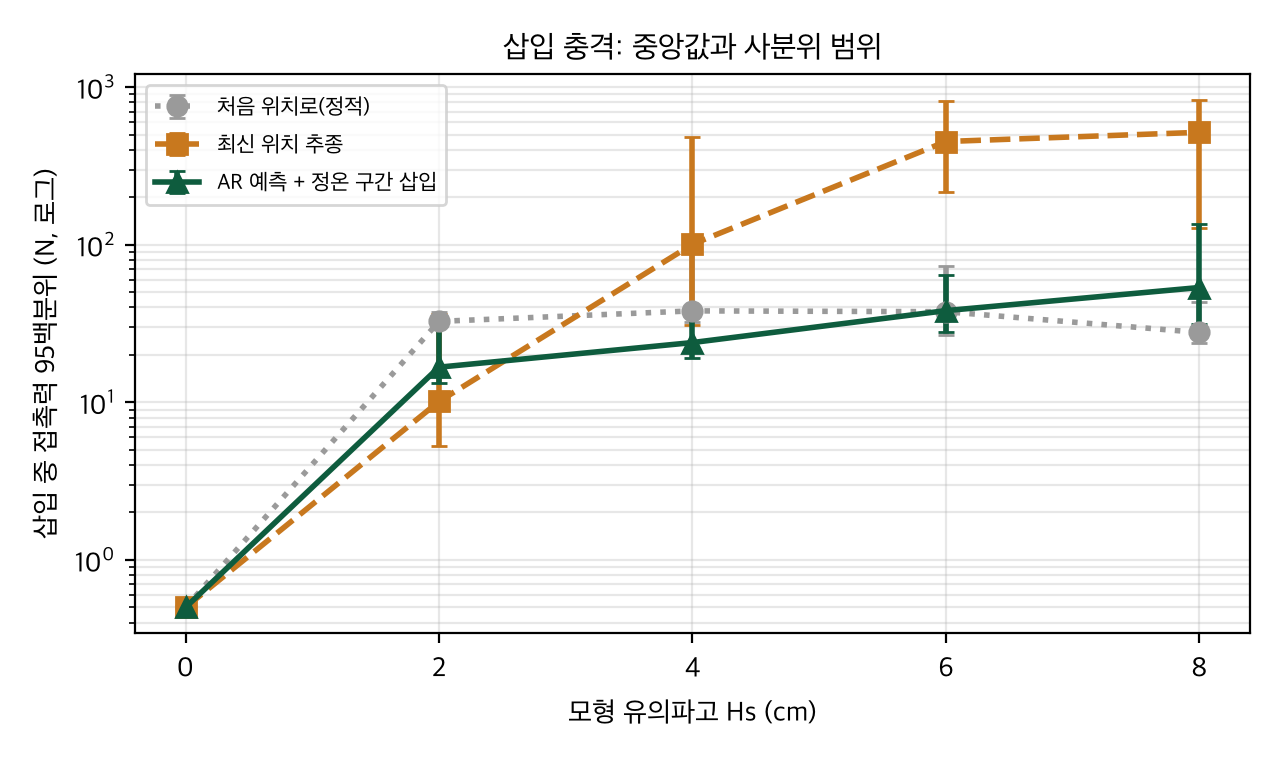 삽입 충격: 중앙값과 사분위 범위
처음 위치로(정적)
최신 위치 추종
AR 예측 + 정온 구간 삽입
삽입 중 접촉력 95백분위 (N, 로그)
10³
10²
10¹
10⁰
0 2 4 6 8
모형 유의파고 Hs (cm)